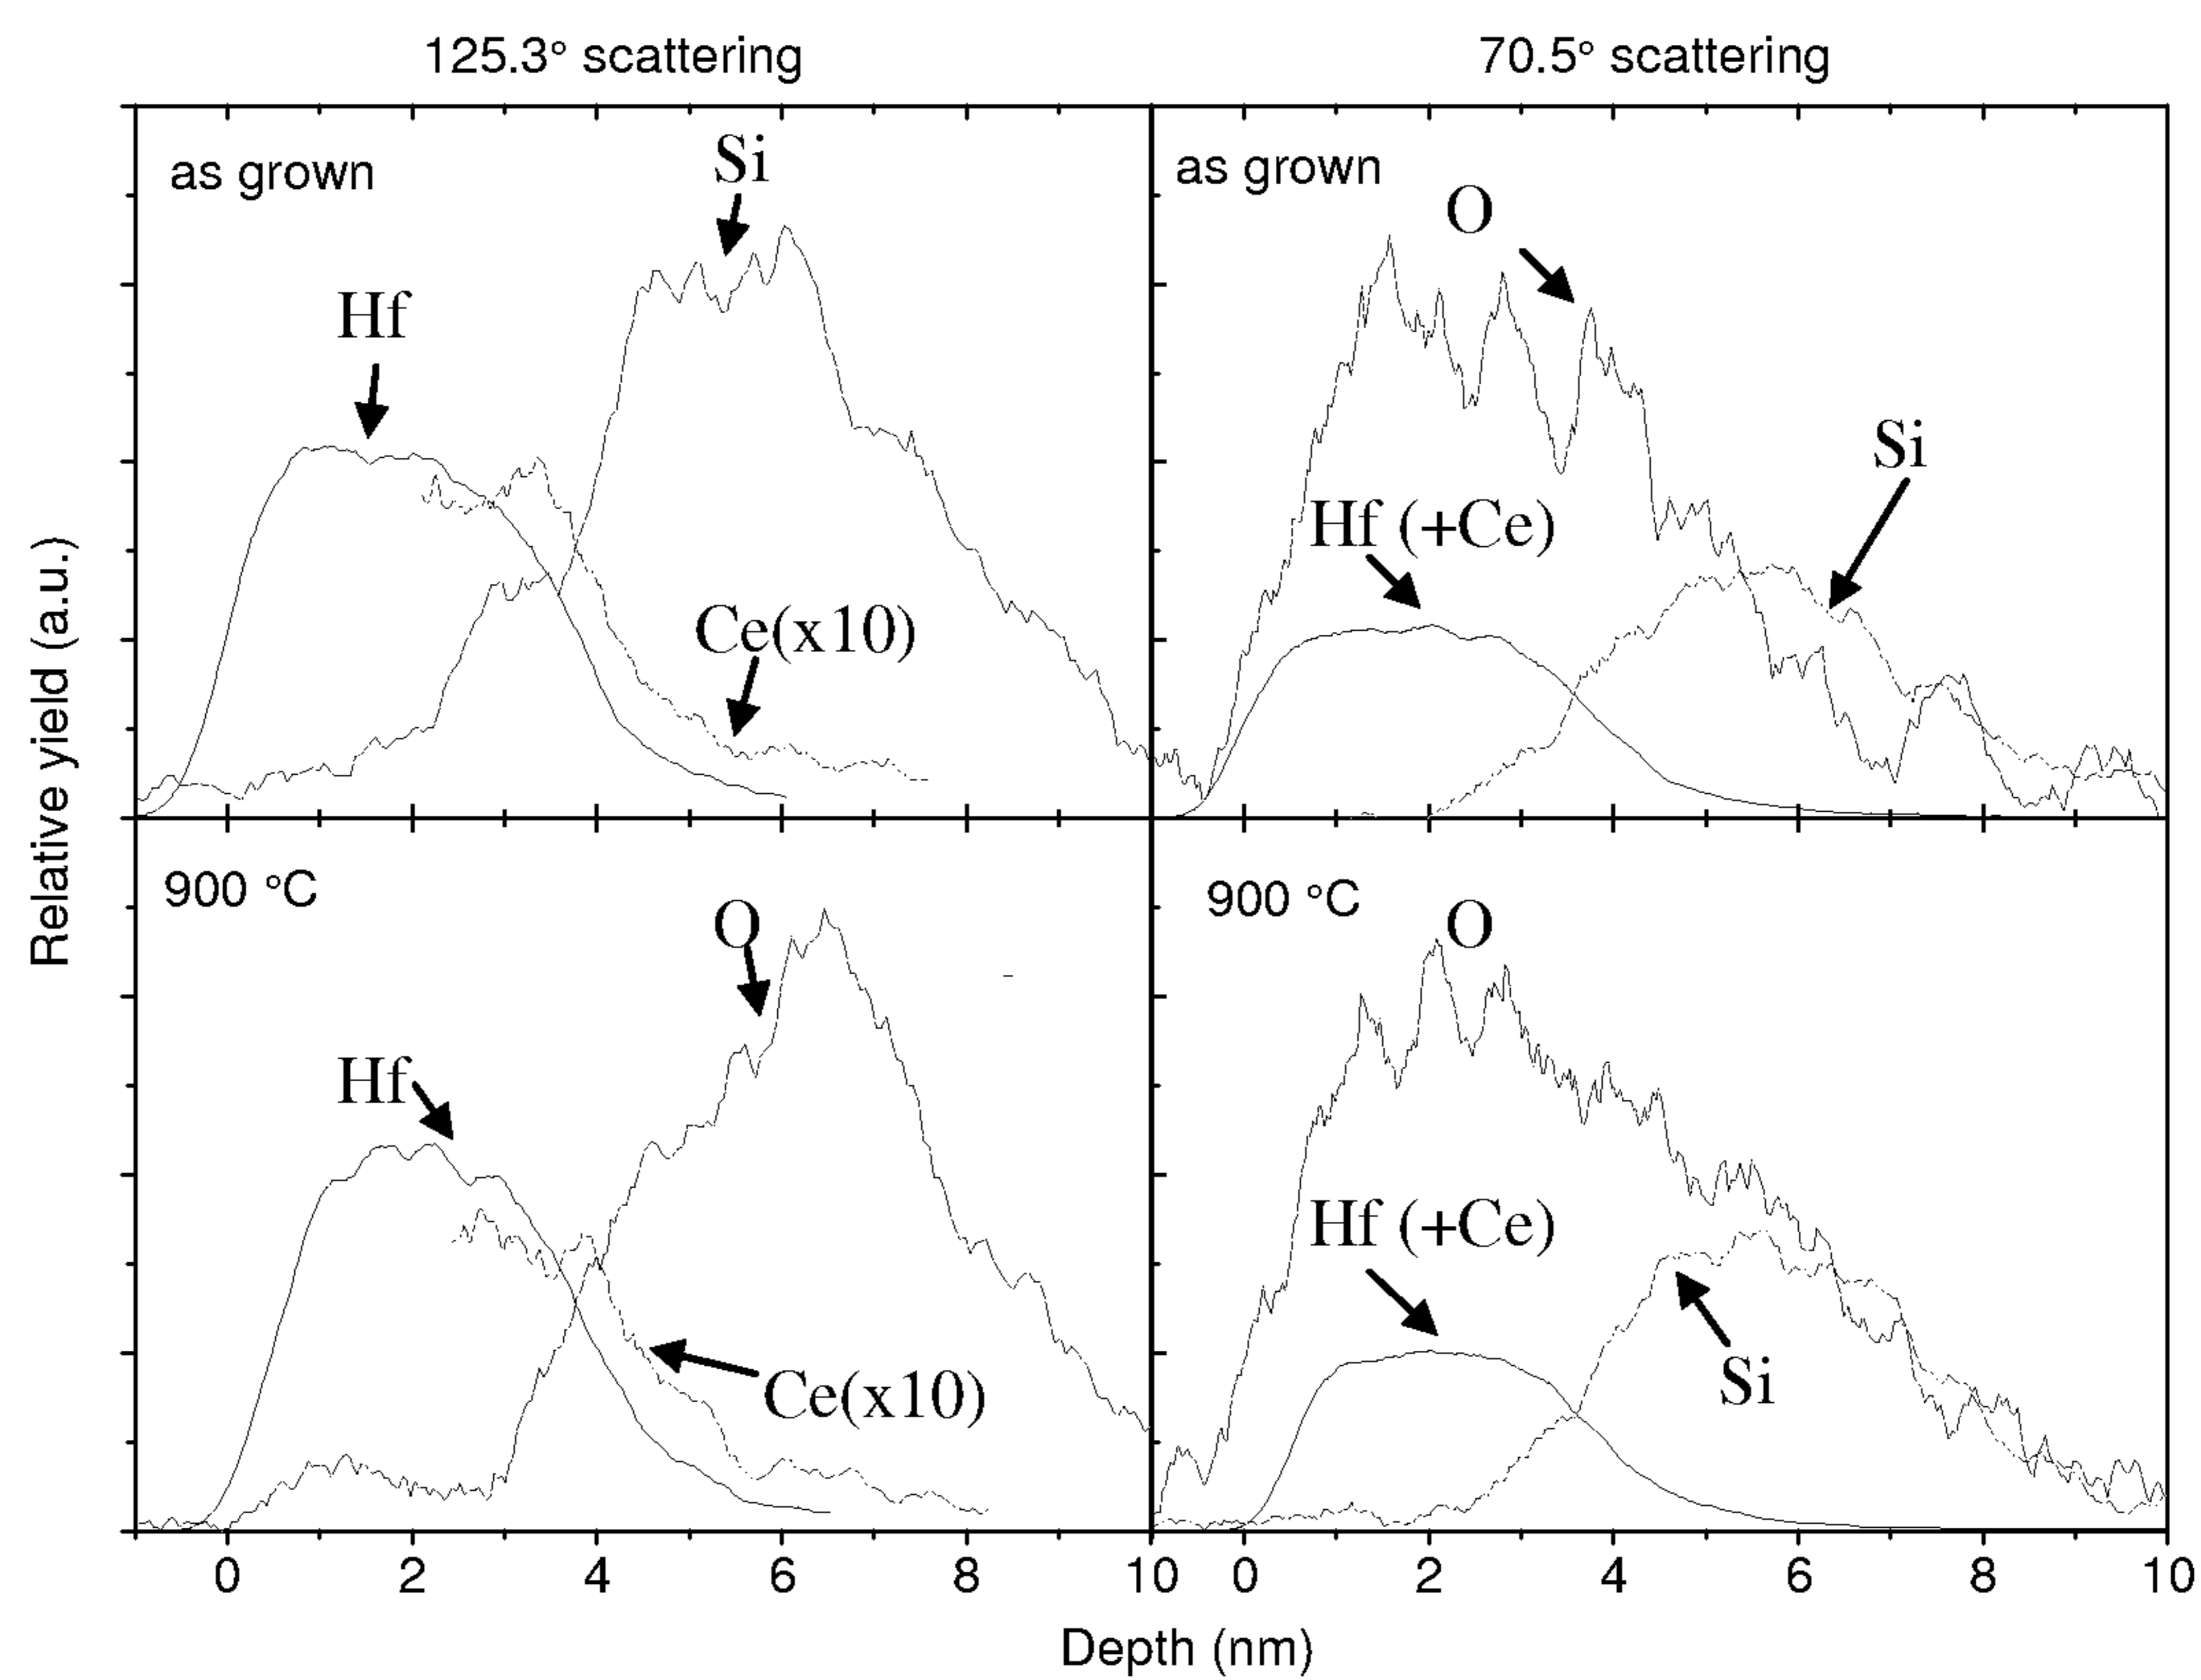 125.3° scattering
70.5° scattering
as grown
Si
Hf
Ce(x10)
as grown
O
Si
Hf (+Ce)
Relative yield (a.u.)
900 °C
O
Hf
Ce(x10)
900 °C
O
Hf (+Ce)
Si
0 2 4 6 8 10 0 2 4 6 8 10
Depth (nm)